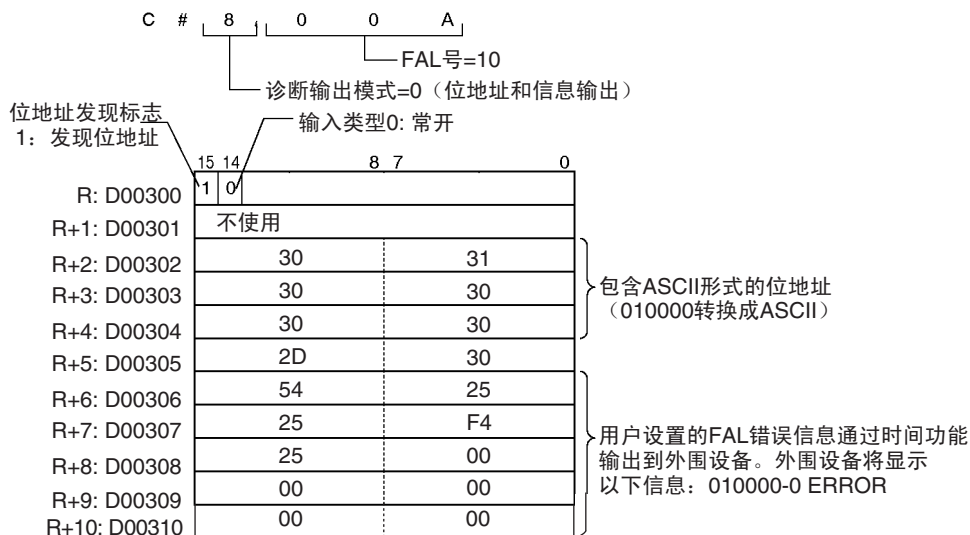 C # 8 0 0 A
FAL号=10
诊断输出模式=0（位地址和信息输出）
位地址发现标志
1：发现位地址
输入类型0: 常开
15 14 8 7 0
R: D00300 1 0
R+1: D00301 不使用
R+2: D00302 30 31
R+3: D00303 30 30
R+4: D00304 30 30
包含ASCII形式的位地址
（010000转换成ASCII）
R+5: D00305 2D 30
R+6: D00306 54 25
R+7: D00307 25 F4
R+8: D00308 25 00
R+9: D00309 00 00
R+10: D00310 00 00
用户设置的FAL错误信息通过时间功能
输出到外围设备。外围设备将显示
以下信息：010000-0 ERROR